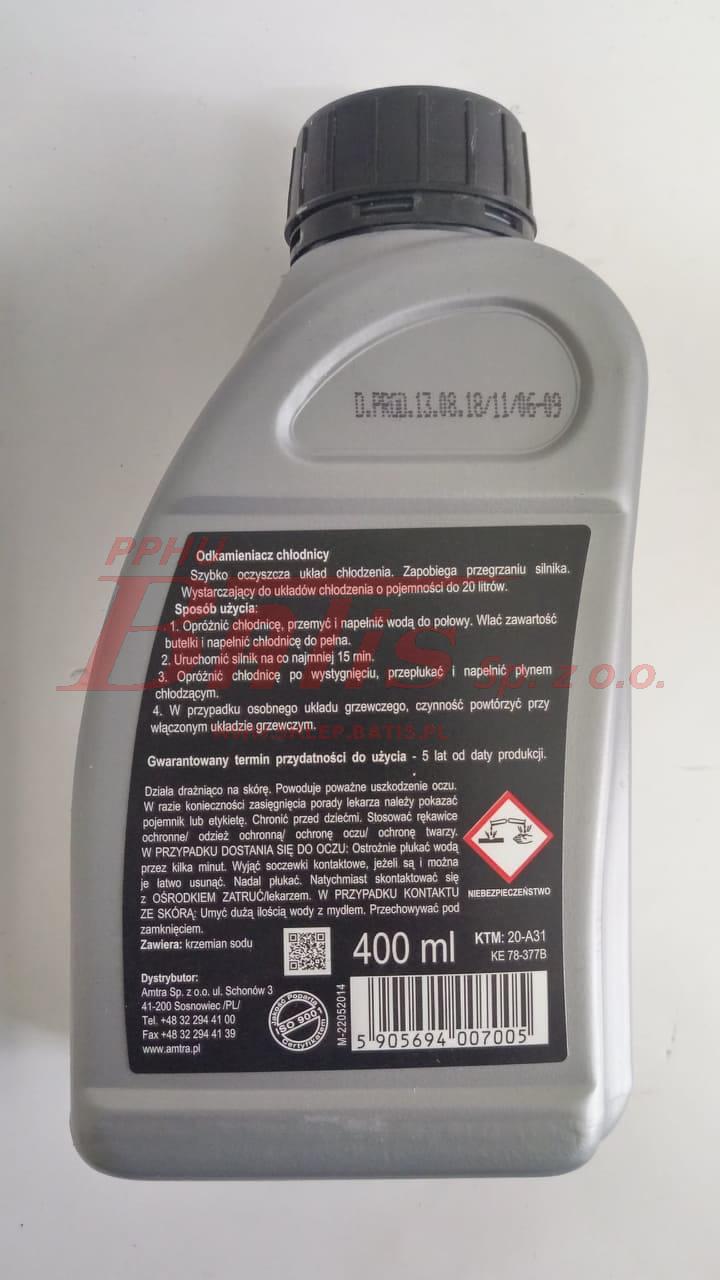 D.PROD.13.08.18/11/06-09
Odkamieniacz chłodnicy
Szybko oczyszcza układ chłodzenia. Zapobiega przegrzaniu silnika.
Wystarczający do układów chłodzenia o pojemności do 20 litrów.
Sposób użycia:
1. Opróżnić chłodnicę, przemyć i napełnić wodą do połowy. Wlać zawartość
butelki i napełnić chłodnicę do pełna.
2. Uruchomić silnik na co najmniej 15 min.
3. Opróżnić chłodnicę po wystygnięciu, przepłukać i napełnić płynem
chłodzącym.
4. W przypadku osobnego układu grzewczego, czynność powtórzyć przy
włączonym układzie grzewczym.
Gwarantowany termin przydatności do użycia - 5 lat od daty produkcji.
Działa drażniąco na skórę. Powoduje poważne uszkodzenie oczu.
W razie konieczności zasięgnięcia porady lekarza należy pokazać
pojemnik lub etykietę. Chronić przed dziećmi. Stosować rękawice
ochronne/ odzież ochronną/ ochronę oczu/ ochronę twarzy.
W PRZYPADKU DOSTANIA SIĘ DO OCZU: Ostrożnie płukać wodą
przez kilka minut. Wyjąć soczewki kontaktowe, jeżeli są i można
je łatwo usunąć. Nadal płukać. Natychmiast skontaktować się
z OŚRODKIEM ZATRUĆ/lekarzem. W PRZYPADKU KONTAKTU
ZE SKÓRĄ: Umyć dużą ilością wody z mydłem. Przechowywać pod
zamknięciem.
Zawiera: krzemian sodu
NIEBEZPIECZEŃSTWO
400 ml
KTM: 20-A31
KE 78-377B
Dystrybutor:
Amtra Sp. z o.o. ul. Schonów 3
41-200 Sosnowiec /PL/
Tel. +48 32 294 41 00
Fax +48 32 294 41 39
www.amtra.pl
Jakość Poparta
ISO 9001
Certyfikatem
M-22052014
5 905694 007005
PPHU
Batis Sp. z o.o.
WWW.SKLEP.BATIS.PL